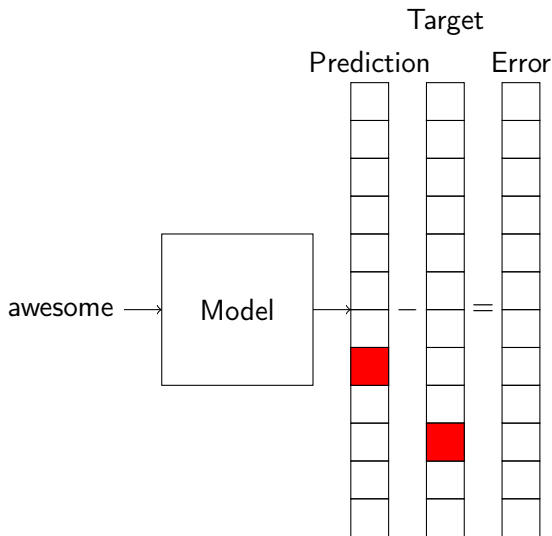 Target
Prediction
Error
awesome
Model
−
=